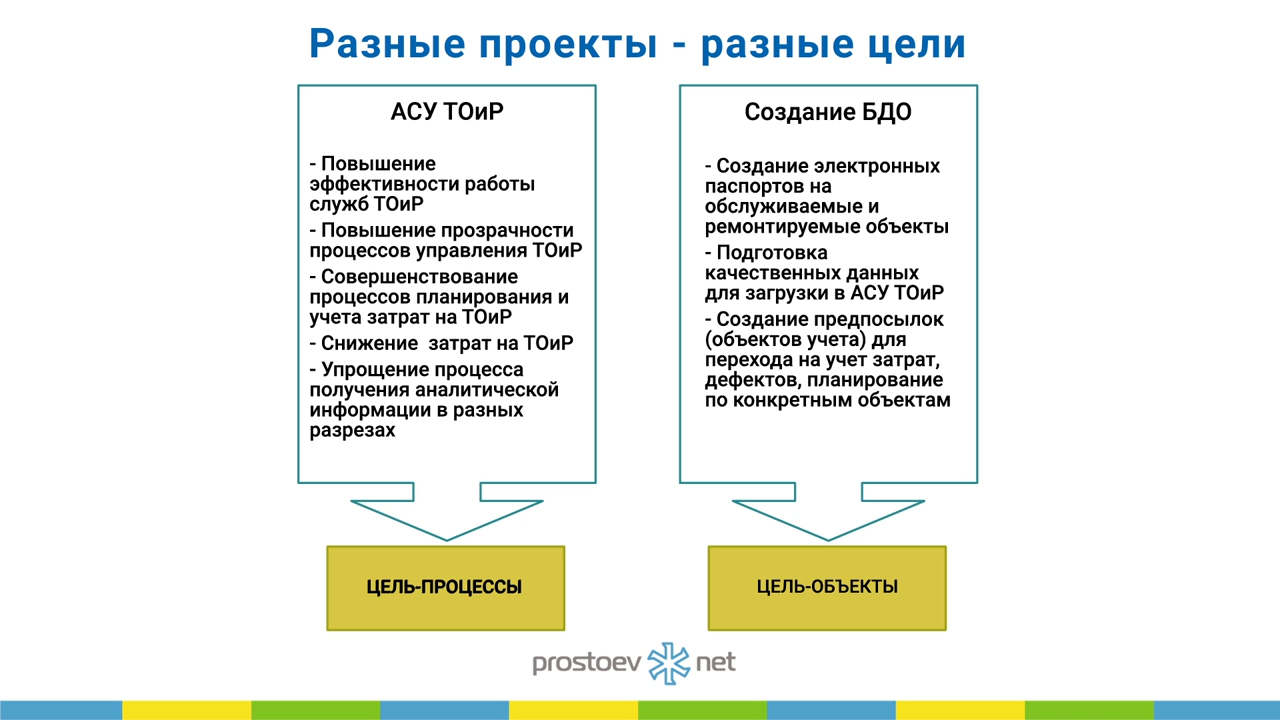 Разные проекты - разные цели
АСУ ТОиР
- Повышение
эффективности работы
служб ТОиР
- Повышение прозрачности
процессов управления ТОиР
- Совершенствование
процессов планирования и
учета затрат на ТОиР
- Снижение  затрат на ТОиР
- Упрощение процесса
получения аналитической
информации в разных
разрезах
ЦЕЛЬ-ПРОЦЕССЫ
Создание БДО
- Создание электронных
паспортов на
обслуживаемые и
ремонтируемые объекты
- Подготовка
качественных данных
для загрузки в АСУ ТОиР
- Создание предпосылок
(объектов учета) для
перехода на учет затрат,
дефектов, планирование
по конкретным объектам
ЦЕЛЬ-ОБЪЕКТЫ
prostoev net